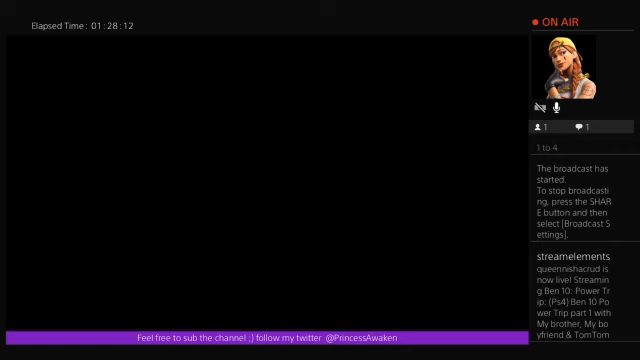 Elapsed Time : 01:28:12
ON AIR
1
1
1 to 4
The broadcast has
started.
To stop broadcasti
ng, press the SHAR
E button and then
select [Broadcast S
ettings].
streamelements
queennishacrud is
now live! Streamin
g Ben 10: Power Tr
ip: (Ps4) Ben 10 Po
wer Trip part 1 with
My brother, My bo
yfriend & TomTom
Feel free to sub the channel ;) follow my twitter @PrincessAwaken